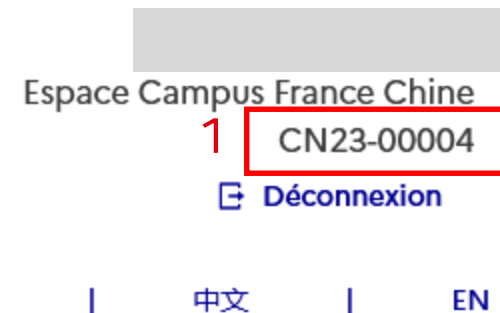 Espace Campus France Chine
1 CN23-00004
Déconnexion
| 中文 | EN